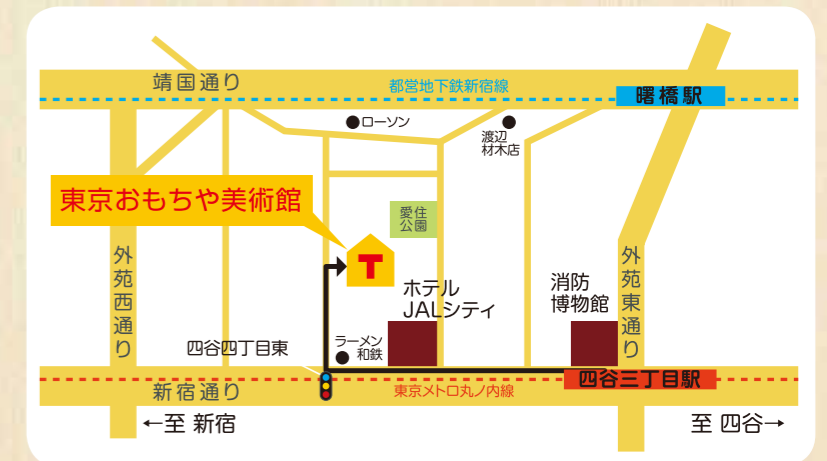 靖国通り
都営地下鉄新宿線
曙橋駅
ローソン
渡辺
材木店
東京おもちゃ美術館
愛住
公園
T
外苑西通り
ホテル
JALシティ
消防
博物館
外苑東通り
四谷四丁目東
ラーメン
和鉄
四谷三丁目駅
新宿通り
東京メトロ丸ノ内線
←至 新宿
至 四谷→